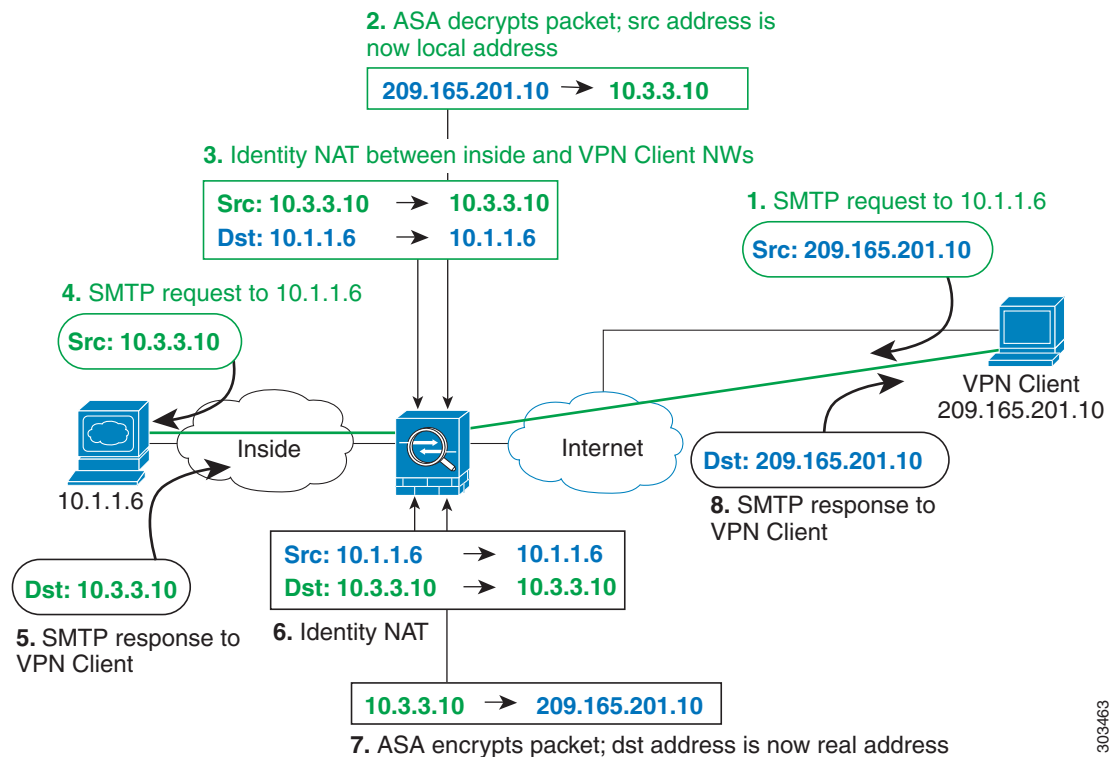 2. ASA decrypts packet; src address is
now local address
209.165.201.10 → 10.3.3.10
3. Identity NAT between inside and VPN Client NWs
Src: 10.3.3.10 → 10.3.3.10
Dst: 10.1.1.6 → 10.1.1.6
1. SMTP request to 10.1.1.6
Src: 209.165.201.10
4. SMTP request to 10.1.1.6
Src: 10.3.3.10
VPN Client
209.165.201.10
Inside
Internet
10.1.1.6
Dst: 209.165.201.10
8. SMTP response to
VPN Client
Src: 10.1.1.6 → 10.1.1.6
Dst: 10.3.3.10 → 10.3.3.10
6. Identity NAT
Dst: 10.3.3.10
5. SMTP response to
VPN Client
10.3.3.10 → 209.165.201.10
7. ASA encrypts packet; dst address is now real address
303463